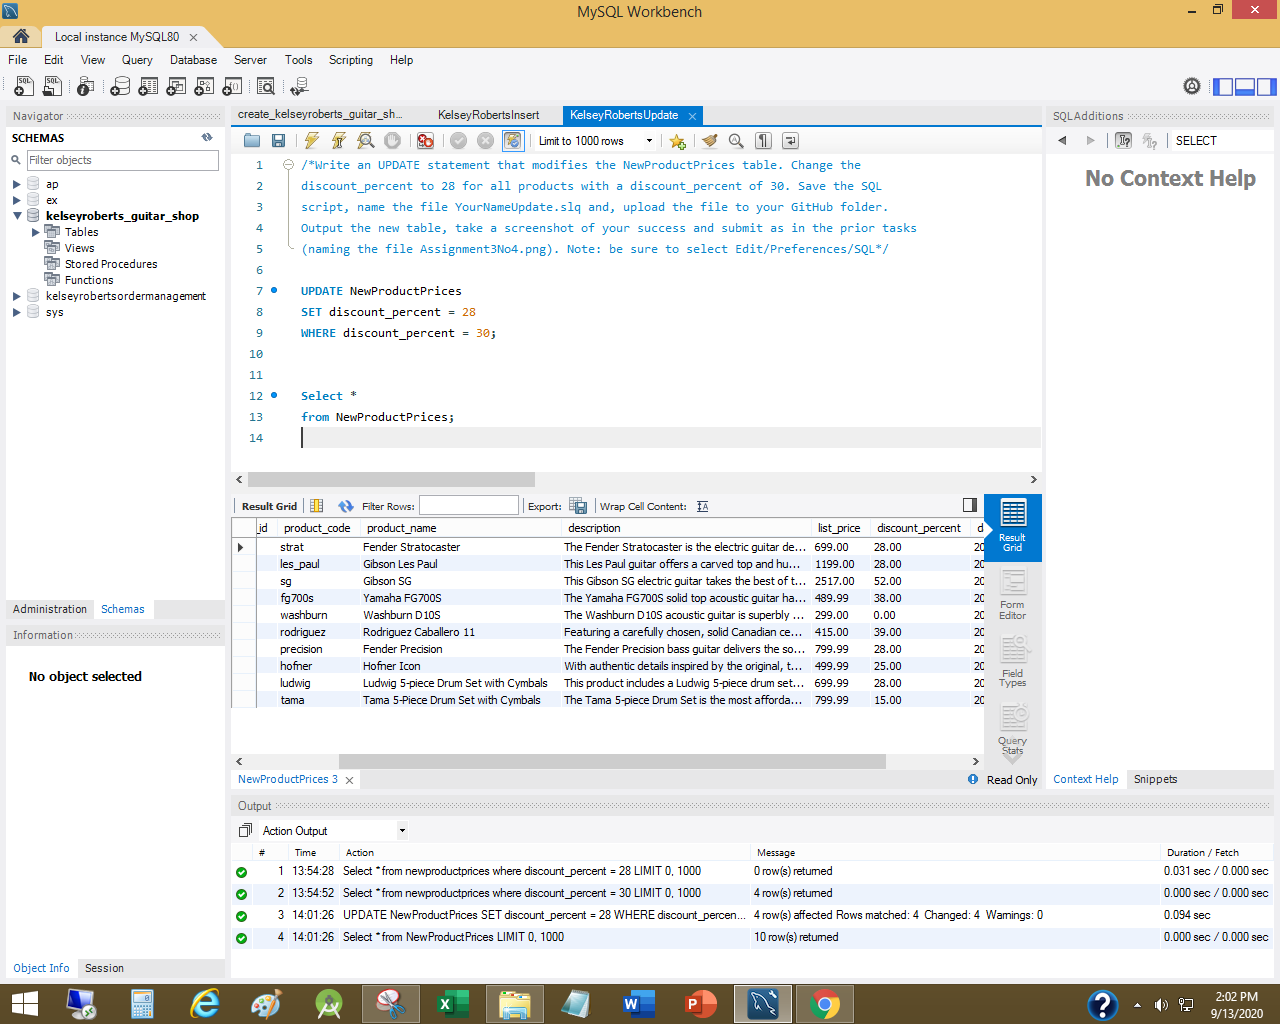 MySQL Workbench
Local instance MySQL80
File Edit View Query Database Server Tools Scripting Help
Navigator
SCHEMAS
Filter objects
ap
ex
kelseyroberts_guitar_shop
Tables
Views
Stored Procedures
Functions
kelseyrobertsordermanagement
sys
Administration Schemas
Information
No object selected
Object Info Session
create_kelseyroberts_guitar_sh... KelseyRobertsInsert KelseyRobertsUpdate
Limit to 1000 rows
1 /*Write an UPDATE statement that modifies the NewProductPrices table. Change the
2 discount_percent to 28 for all products with a discount_percent of 30. Save the SQL
3 script, name the file YourNameUpdate.slq and, upload the file to your GitHub folder.
4 Output the new table, take a screenshot of your success and submit as in the prior tasks
5 (naming the file Assignment3No4.png). Note: be sure to select Edit/Preferences/SQL*/
6
7 UPDATE NewProductPrices
8 SET discount_percent = 28
9 WHERE discount_percent = 30;
10
11
12 Select *
13 from NewProductPrices;
14
Result Grid Filter Rows: Export: Wrap Cell Content:
_id product_code product_name description list_price discount_percent d
strat Fender Stratocaster The Fender Stratocaster is the electric guitar de... 699.00 28.00 20
les_paul Gibson Les Paul This Les Paul guitar offers a carved top and hu... 1199.00 28.00 20
sg Gibson SG This Gibson SG electric guitar takes the best of t... 2517.00 52.00 20
fg700s Yamaha FG700S The Yamaha FG700S solid top acoustic guitar ha... 489.99 38.00 20
washburn Washburn D10S The Washburn D10S acoustic guitar is superbly ... 299.00 0.00 20
rodriguez Rodriguez Caballero 11 Featuring a carefully chosen, solid Canadian ce... 415.00 39.00 20
precision Fender Precision The Fender Precision bass guitar delivers the so... 799.99 28.00 20
hofner Hofner Icon With authentic details inspired by the original, t... 499.99 25.00 20
ludwig Ludwig 5-piece Drum Set with Cymbals This product includes a Ludwig 5-piece drum set... 699.99 28.00 20
tama Tama 5-Piece Drum Set with Cymbals The Tama 5-piece Drum Set is the most afforda... 799.99 15.00 20
Result Grid
Form Editor
Field Types
Query Stats
NewProductPrices 3
Read Only
SQLAdditions
SELECT
No Context Help
Context Help Snippets
Output
Action Output
# Time Action Message Duration / Fetch
1 13:54:28 Select * from newproductprices where discount_percent = 28 LIMIT 0, 1000 0 row(s) returned 0.031 sec / 0.000 sec
2 13:54:52 Select * from newproductprices where discount_percent = 30 LIMIT 0, 1000 4 row(s) returned 0.000 sec / 0.000 sec
3 14:01:26 UPDATE NewProductPrices SET discount_percent = 28 WHERE discount_percen... 4 row(s) affected Rows matched: 4 Changed: 4 Warnings: 0 0.094 sec
4 14:01:26 Select * from NewProductPrices LIMIT 0, 1000 10 row(s) returned 0.000 sec / 0.000 sec
2:02 PM
9/13/2020